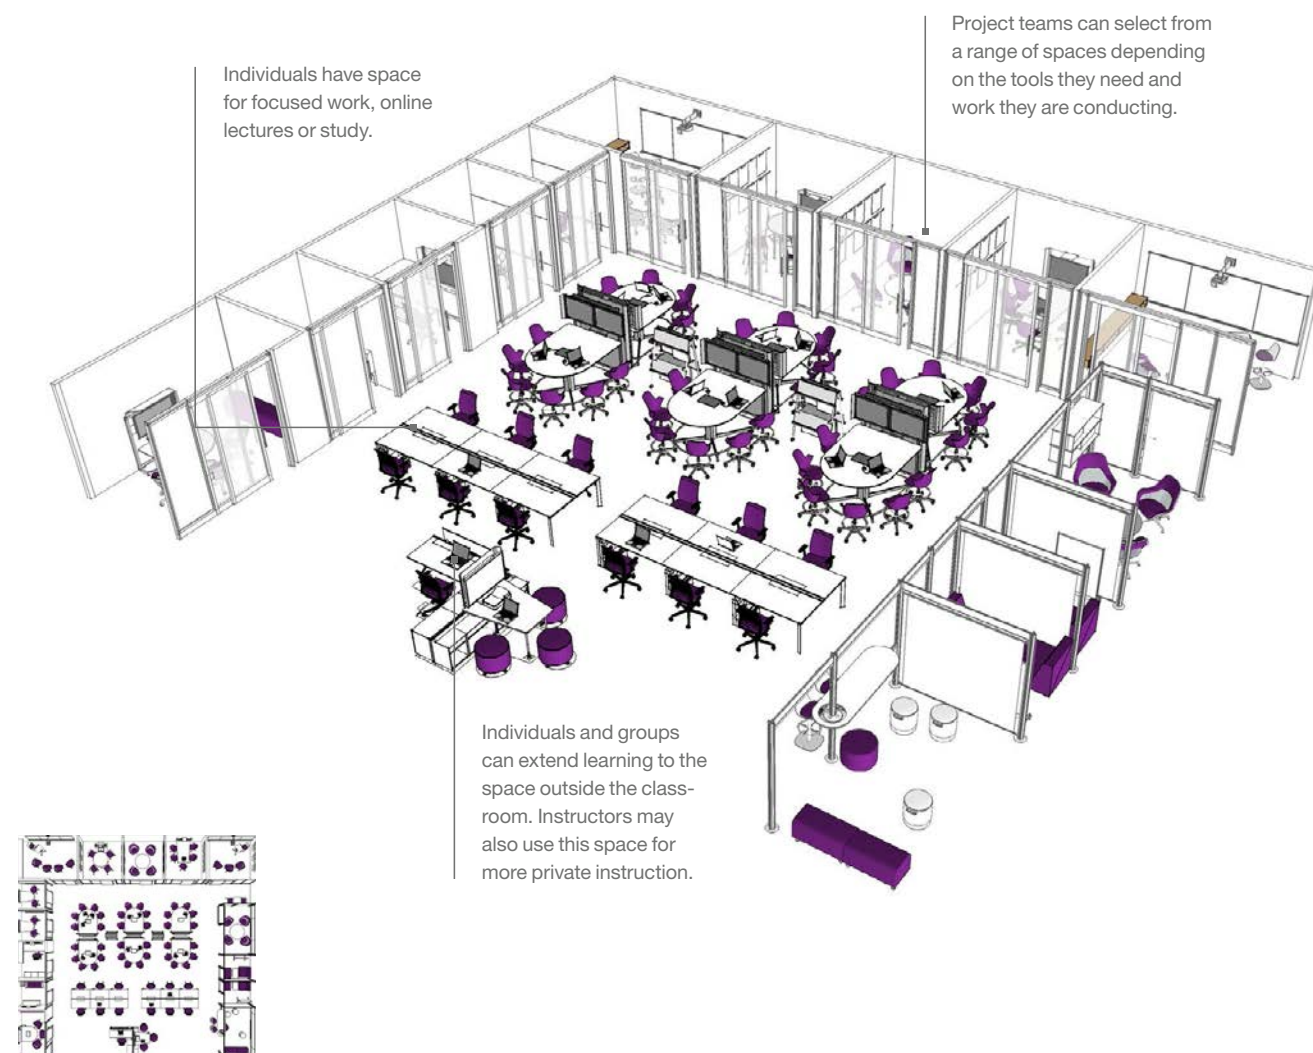 Project teams can select from
a range of spaces depending
on the tools they need and
work they are conducting.
Individuals have space
for focused work, online
lectures or study.
Individuals and groups
can extend learning to the
space outside the class-
room. Instructors may
also use this space for
more private instruction.